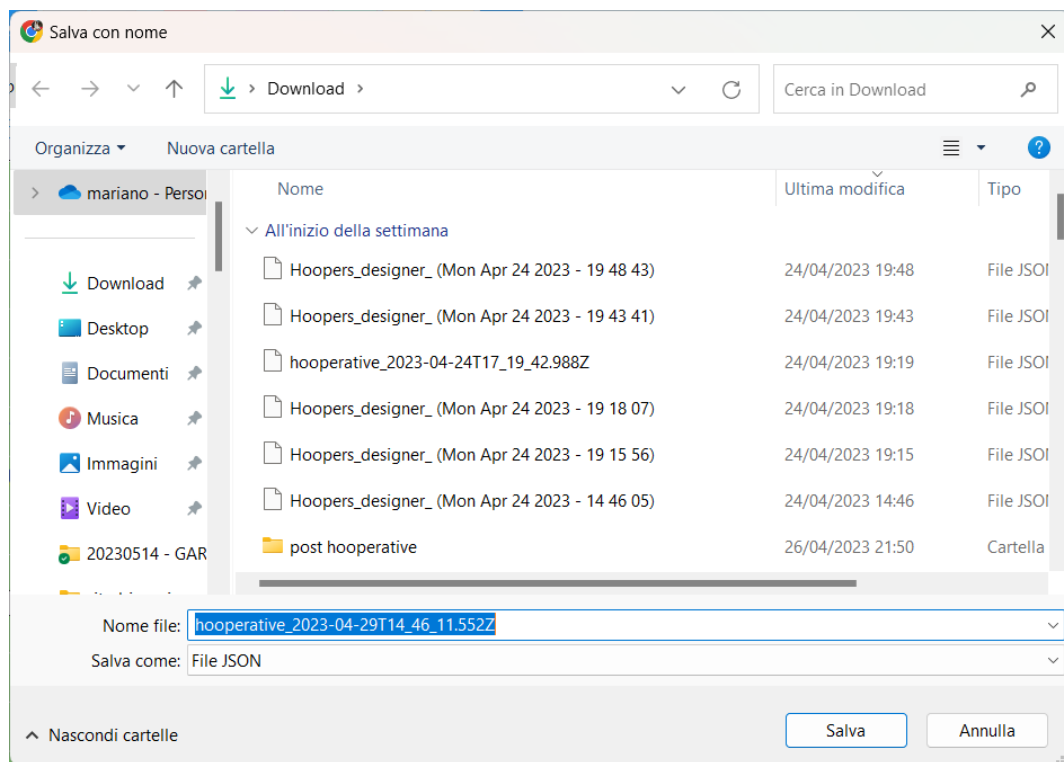 Salva con nome
Download
Cerca in Download
Organizza
Nuova cartella
mariano - Person
Nome
Ultima modifica
Tipo
All'inizio della settimana
Download
Desktop
Documenti
Musica
Immagini
Video
20230514 - GAR
Hoopers_designer_ (Mon Apr 24 2023 - 19 48 43) 24/04/2023 19:48 File JSON
Hoopers_designer_ (Mon Apr 24 2023 - 19 43 41) 24/04/2023 19:43 File JSON
hooperative_2023-04-24T17_19_42.988Z 24/04/2023 19:19 File JSON
Hoopers_designer_ (Mon Apr 24 2023 - 19 18 07) 24/04/2023 19:18 File JSON
Hoopers_designer_ (Mon Apr 24 2023 - 19 15 56) 24/04/2023 19:15 File JSON
Hoopers_designer_ (Mon Apr 24 2023 - 14 46 05) 24/04/2023 14:46 File JSON
post hooperative 26/04/2023 21:50 Cartella
Nome file: hooperative_2023-04-29T14_46_11.552Z
Salva come: File JSON
Nascondi cartelle
Salva
Annulla